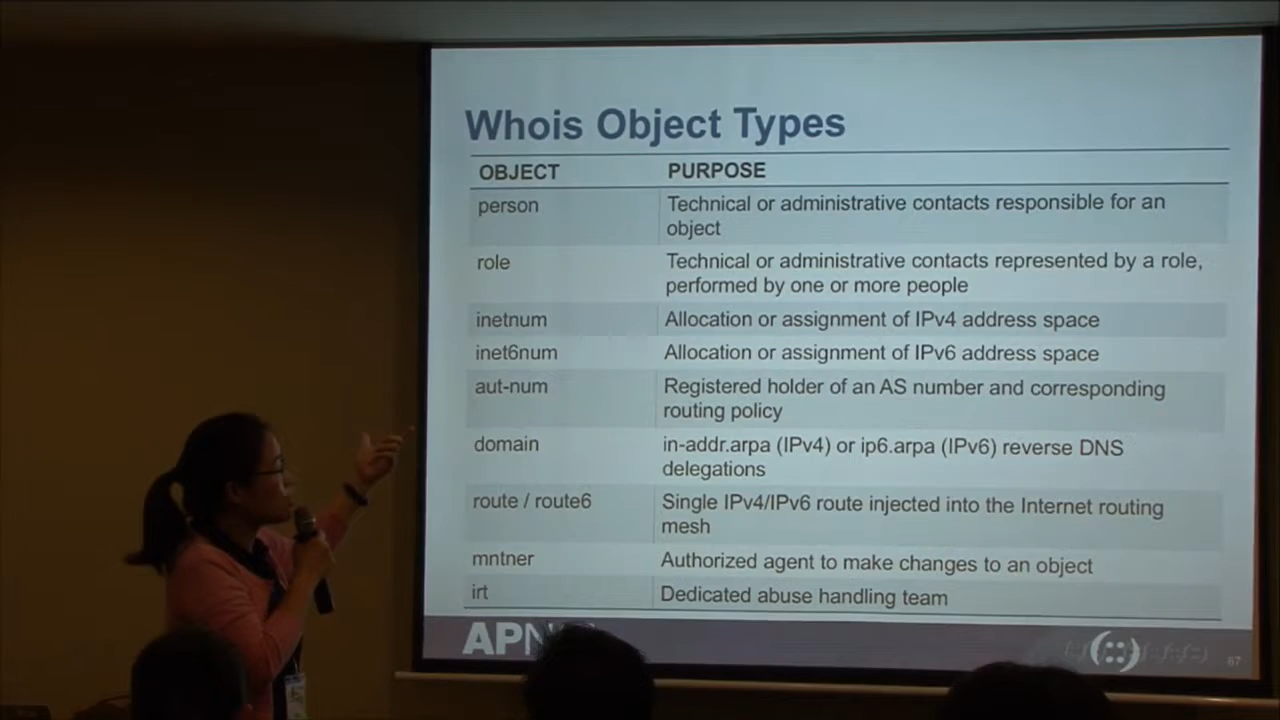 Whois Object Types
OBJECT PURPOSE
person Technical or administrative contacts responsible for an
object
role Technical or administrative contacts represented by a role,
performed by one or more people
inetnum Allocation or assignment of IPv4 address space
inet6num Allocation or assignment of IPv6 address space
aut-num Registered holder of an AS number and corresponding
routing policy
domain in-addr.arpa (IPv4) or ip6.arpa (IPv6) reverse DNS
delegations
route / route6 Single IPv4/IPv6 route injected into the Internet routing
mesh
mntner Authorized agent to make changes to an object
irt Dedicated abuse handling team
67